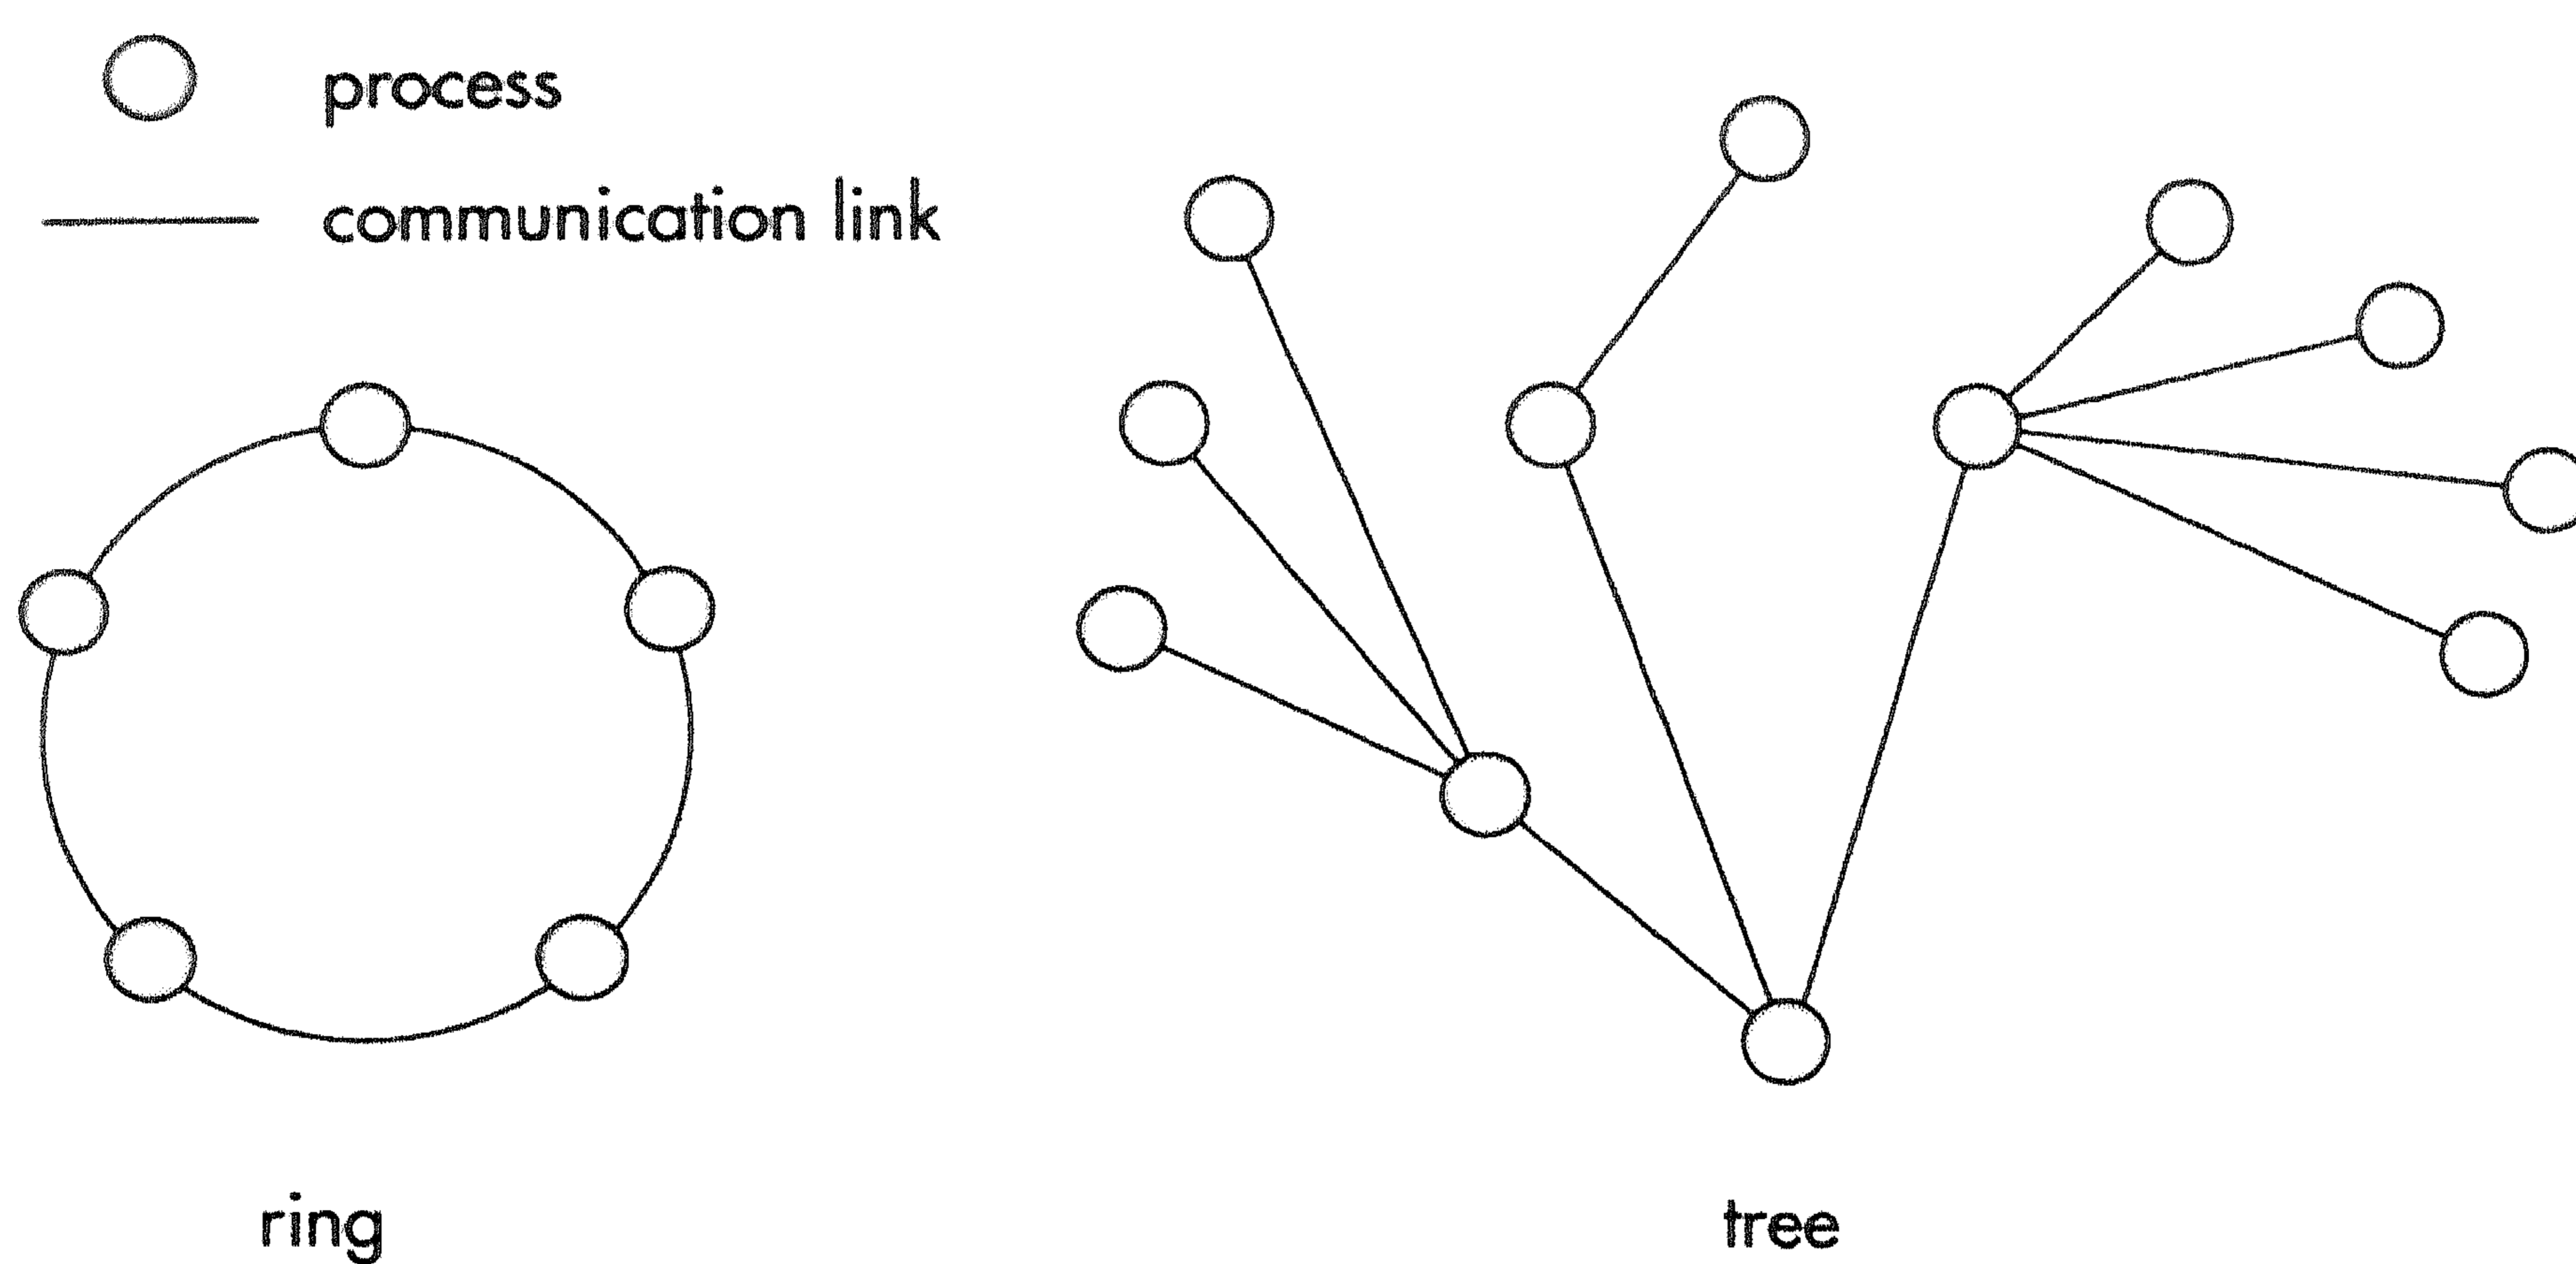 process
communication link
ring
tree